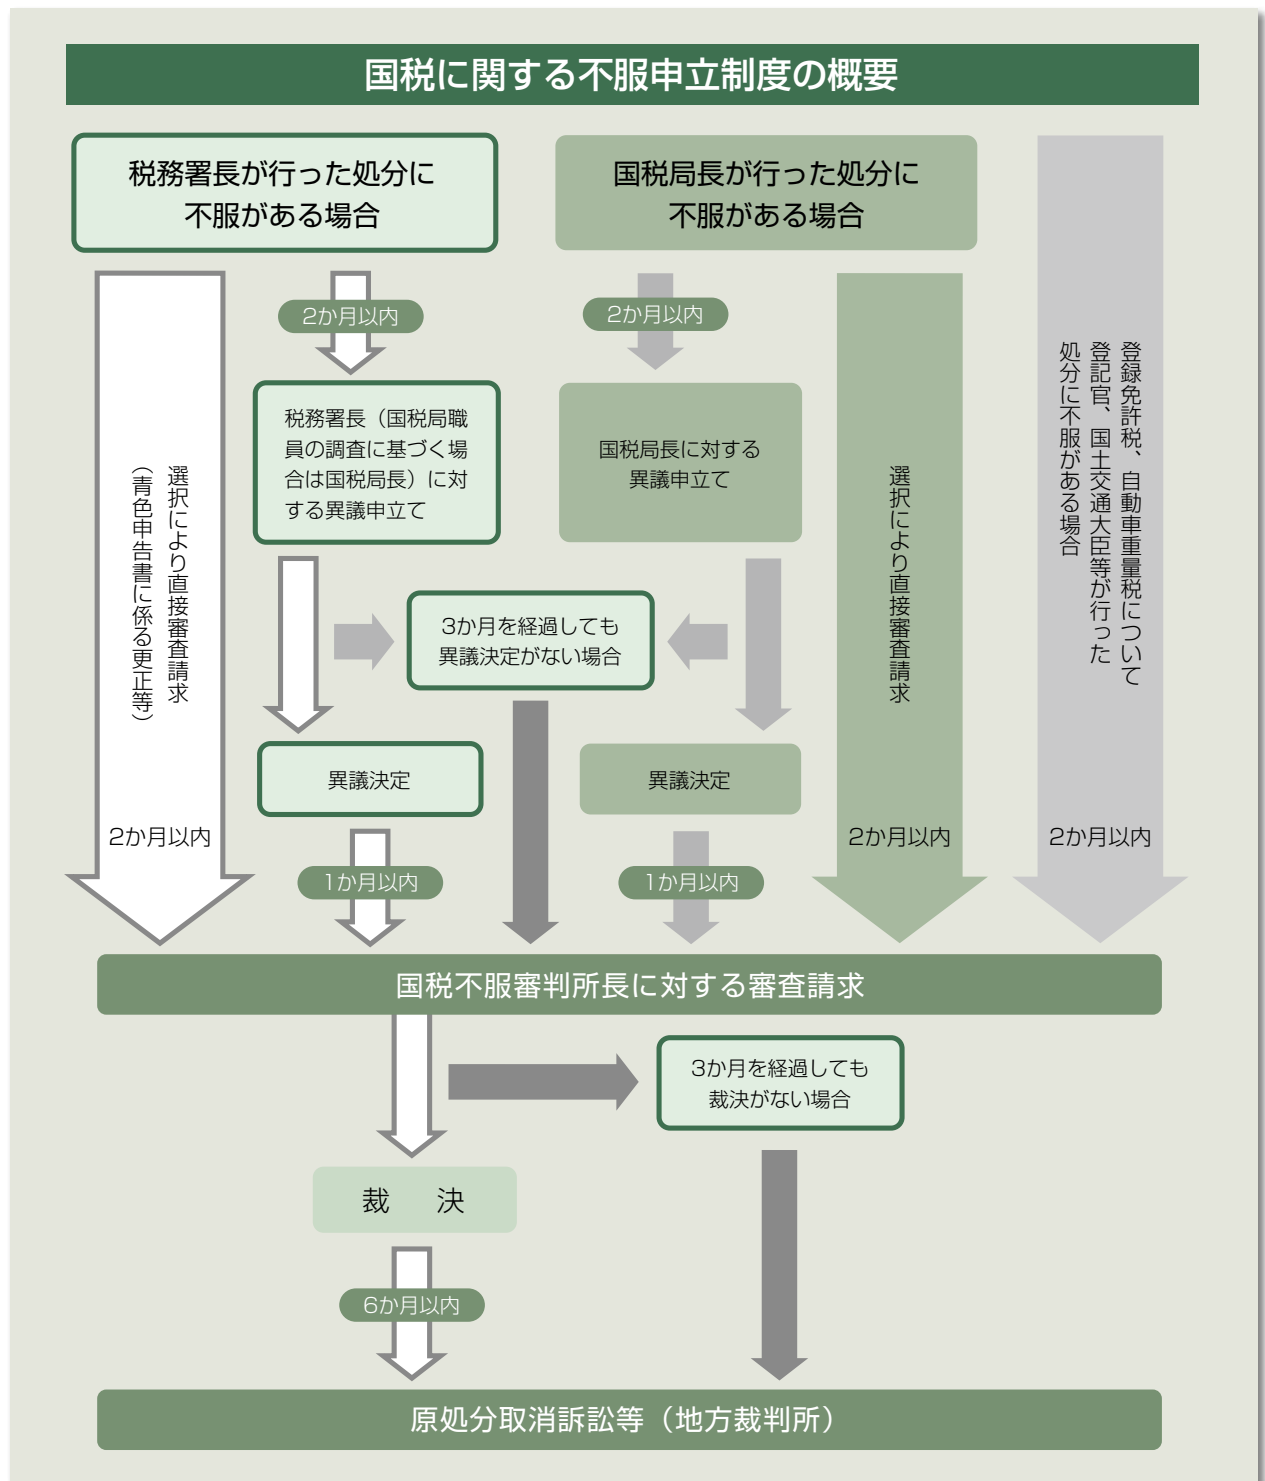 国税に関する不服申立制度の概要
税務署長が行った処分に
不服がある場合
国税局長が行った処分に
不服がある場合
2か月以内
2か月以内
税務署長（国税局職
員の調査に基づく場
合は国税局長）に対
する異議申立て
国税局長に対する
異議申立て
選択により直接審査請求
（青色申告書に係る更正等）
2か月以内
3か月を経過しても
異議決定がない場合
異議決定
異議決定
1か月以内
1か月以内
選択により直接審査請求
2か月以内
登録免許税、自動車重量税について
登記官、国土交通大臣等が行った
処分に不服がある場合
2か月以内
国税不服審判所長に対する審査請求
3か月を経過しても
裁決がない場合
裁　決
6か月以内
原処分取消訴訟等（地方裁判所）